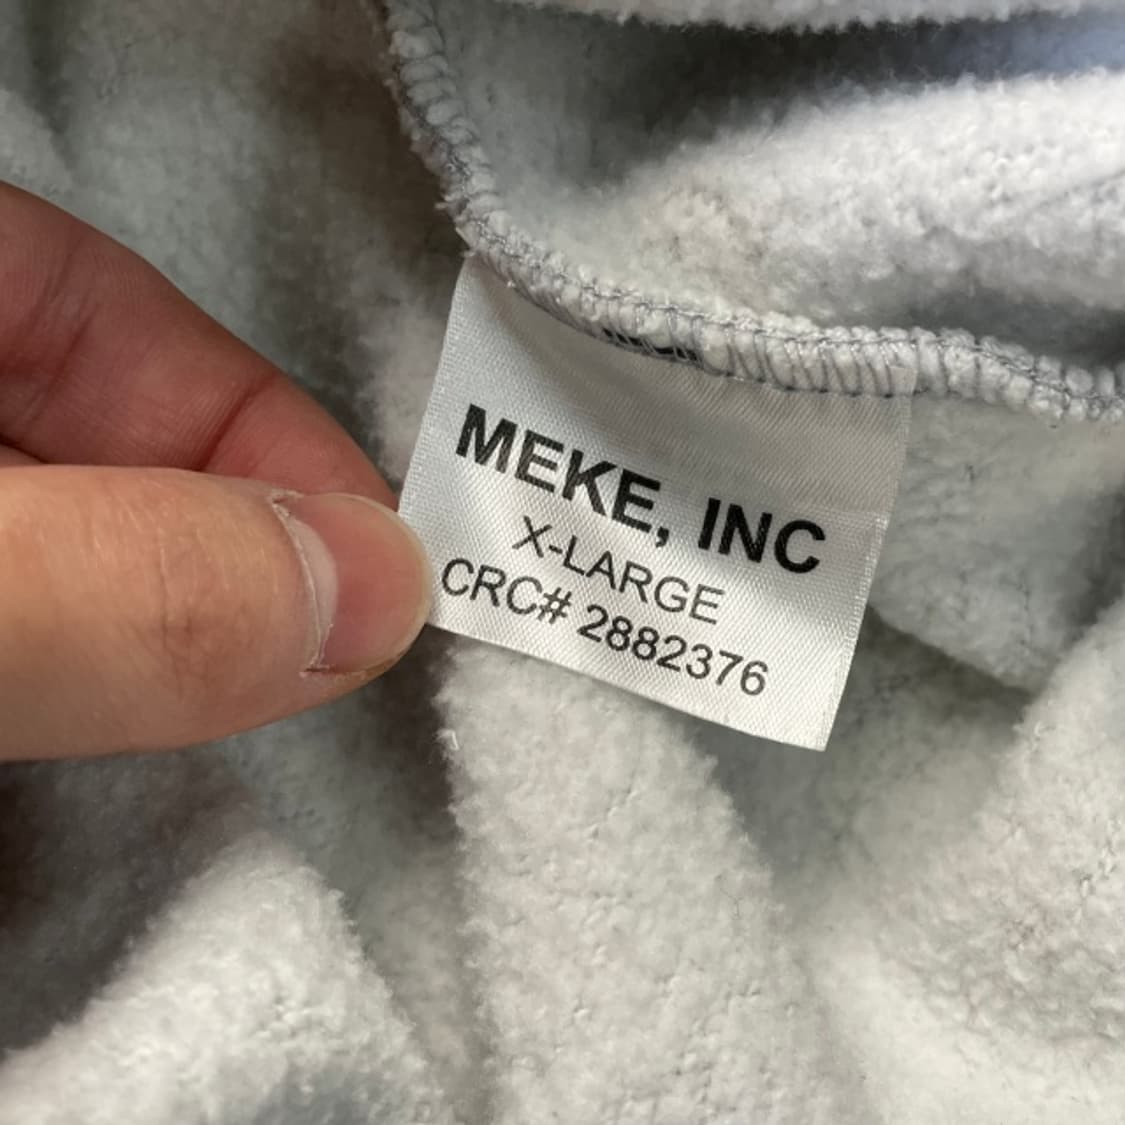 MEKE, INC
X-LARGE
CRC# 2882376